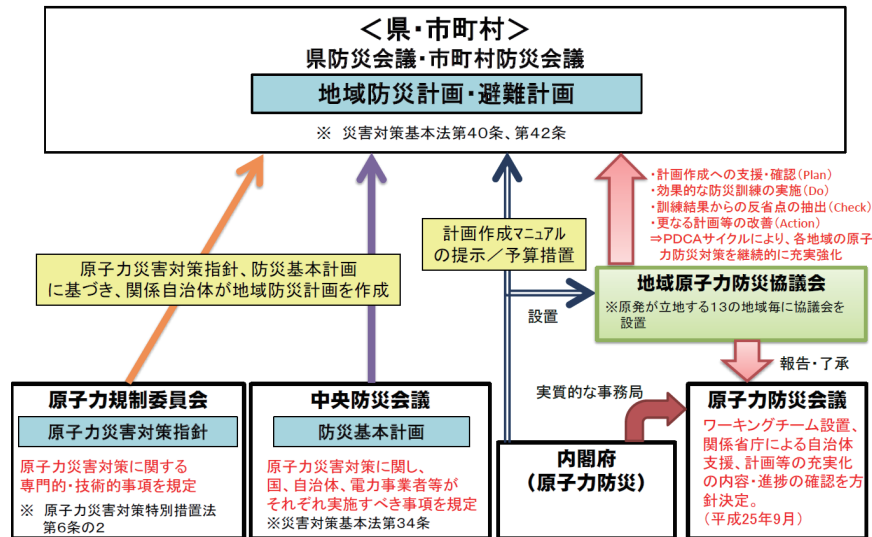 ＜県・市町村＞
県防災会議・市町村防災会議
地域防災計画・避難計画
※ 災害対策基本法第40条、第42条
・計画作成への支援・確認(Plan)
・効果的な防災訓練の実施(Do)
・訓練結果からの反省点の抽出(Check)
・更なる計画等の改善(Action)
⇒PDCAサイクルにより、各地域の原子
力防災対策を継続的に充実強化
計画作成マニュアル
の提示／予算措置
原子力災害対策指針、防災基本計画
に基づき、関係自治体が地域防災計画を作成
設置
地域原子力防災協議会
※原発が立地する13の地域毎に協議会を
設置
報告・了承
実質的な事務局
原子力規制委員会
原子力災害対策指針
原子力災害対策に関する
専門的・技術的事項を規定
※ 原子力災害対策特別措置法
第6条の2
中央防災会議
防災基本計画
原子力災害対策に関し、
国、自治体、電力事業者等が
それぞれ実施すべき事項を規定
※災害対策基本法第34条
内閣府
（原子力防災）
原子力防災会議
ワーキングチーム設置、
関係省庁による自治体
支援、計画等の充実化
の内容・進捗の確認を方
針決定。
（平成25年9月）